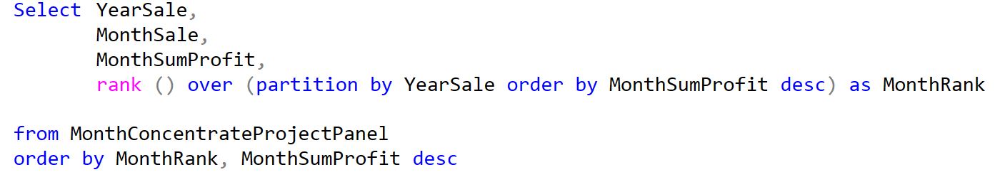 Select YearSale,
MonthSale,
MonthSumProfit,
rank () over (partition by YearSale order by MonthSumProfit desc) as MonthRank
from MonthConcentrateProjectPanel
order by MonthRank, MonthSumProfit desc